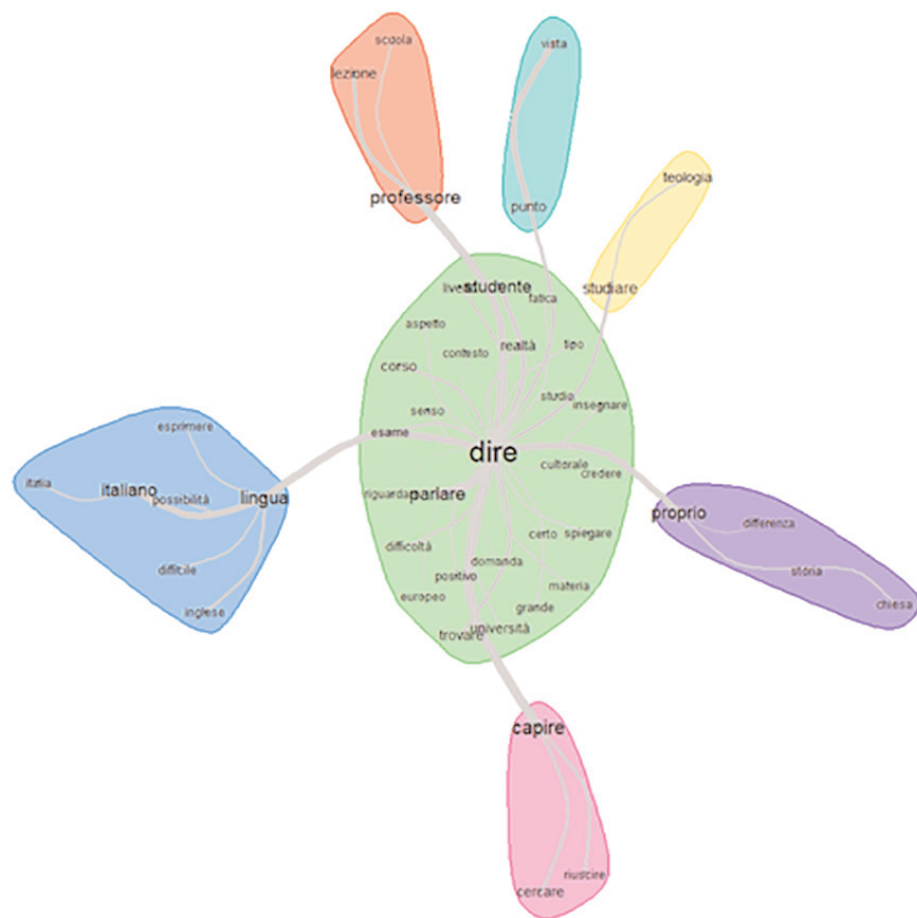 scuola
vista
lezione
teologia
professore
punto
studiare
studente
fatica
aspetto
realtà
tipo
contesto
corso
studio
insegnare
senso
esprimere
esame
dire
culturale
credere
italia
italiano
possibilità
lingua
riguarda
parlare
proprio
differenza
certo
spiegare
difficoltà
domanda
difficile
positivo
storia
materia
europeo
grande
chiesa
inglese
trovare
università
capire
riuscire
cercare